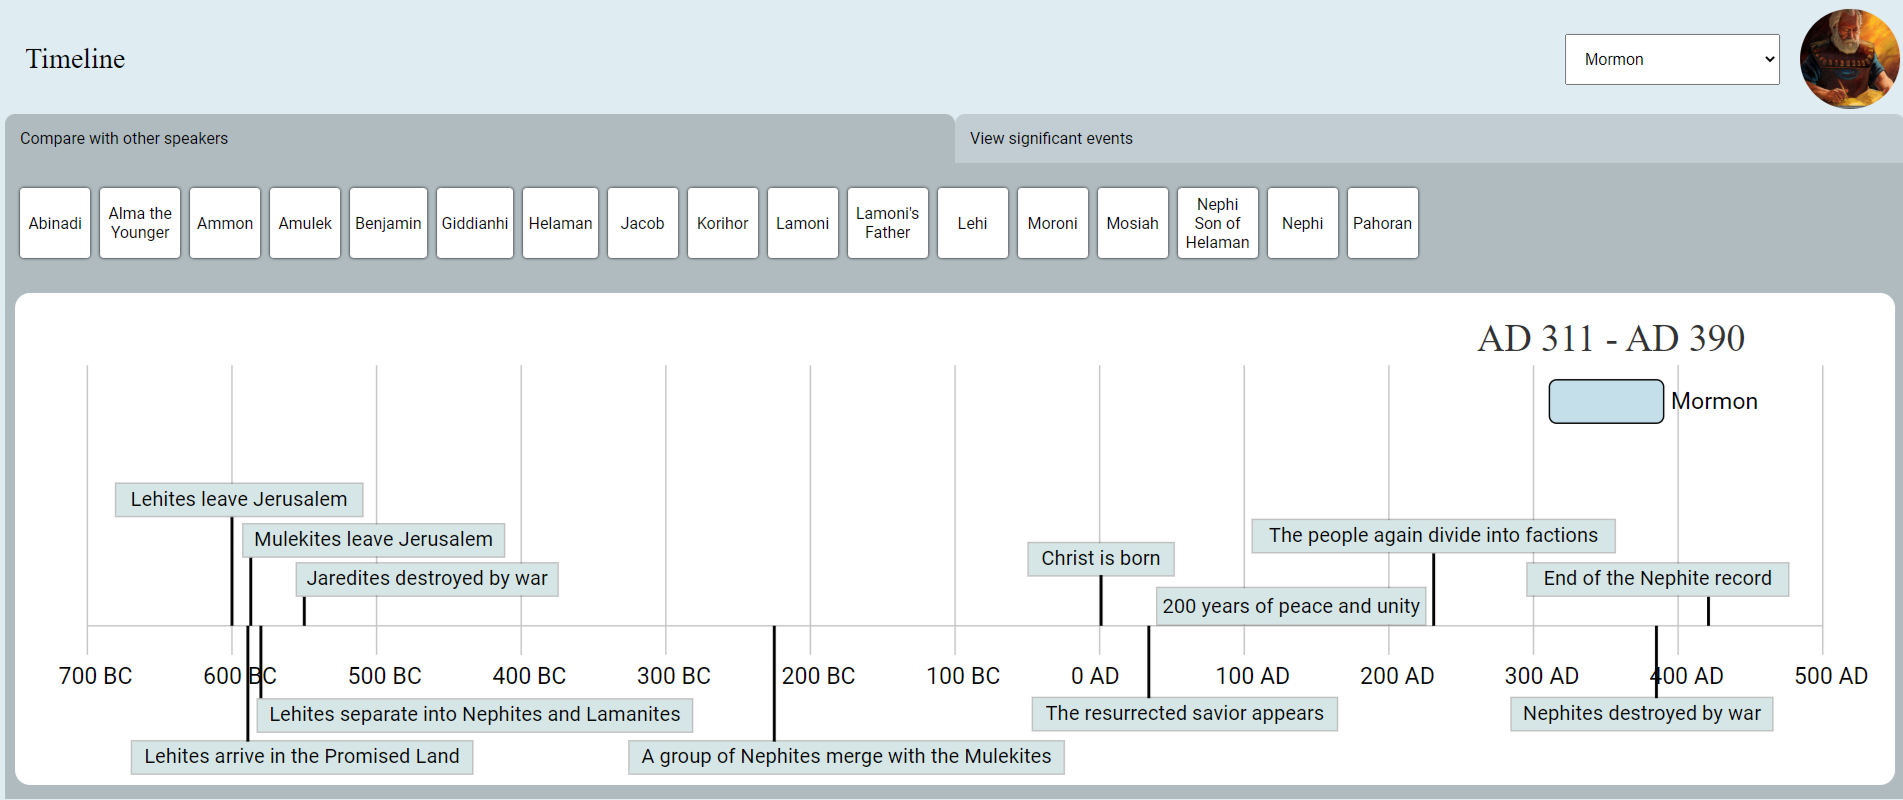 Timeline
Mormon
Compare with other speakers
View significant events
Abinadi
Alma the
Younger
Ammon
Amulek
Benjamin
Giddianhi
Helaman
Jacob
Korihor
Lamoni
Lamoni's
Father
Lehi
Moroni
Mosiah
Nephi
Son of
Helaman
Nephi
Pahoran
AD 311 - AD 390
Mormon
Lehites leave Jerusalem
Mulekites leave Jerusalem
Jaredites destroyed by war
Christ is born
The people again divide into factions
200 years of peace and unity
End of the Nephite record
700 BC
600 BC
500 BC
400 BC
300 BC
200 BC
100 BC
0 AD
100 AD
200 AD
300 AD
400 AD
500 AD
Lehites separate into Nephites and Lamanites
The resurrected savior appears
Nephites destroyed by war
Lehites arrive in the Promised Land
A group of Nephites merge with the Mulekites